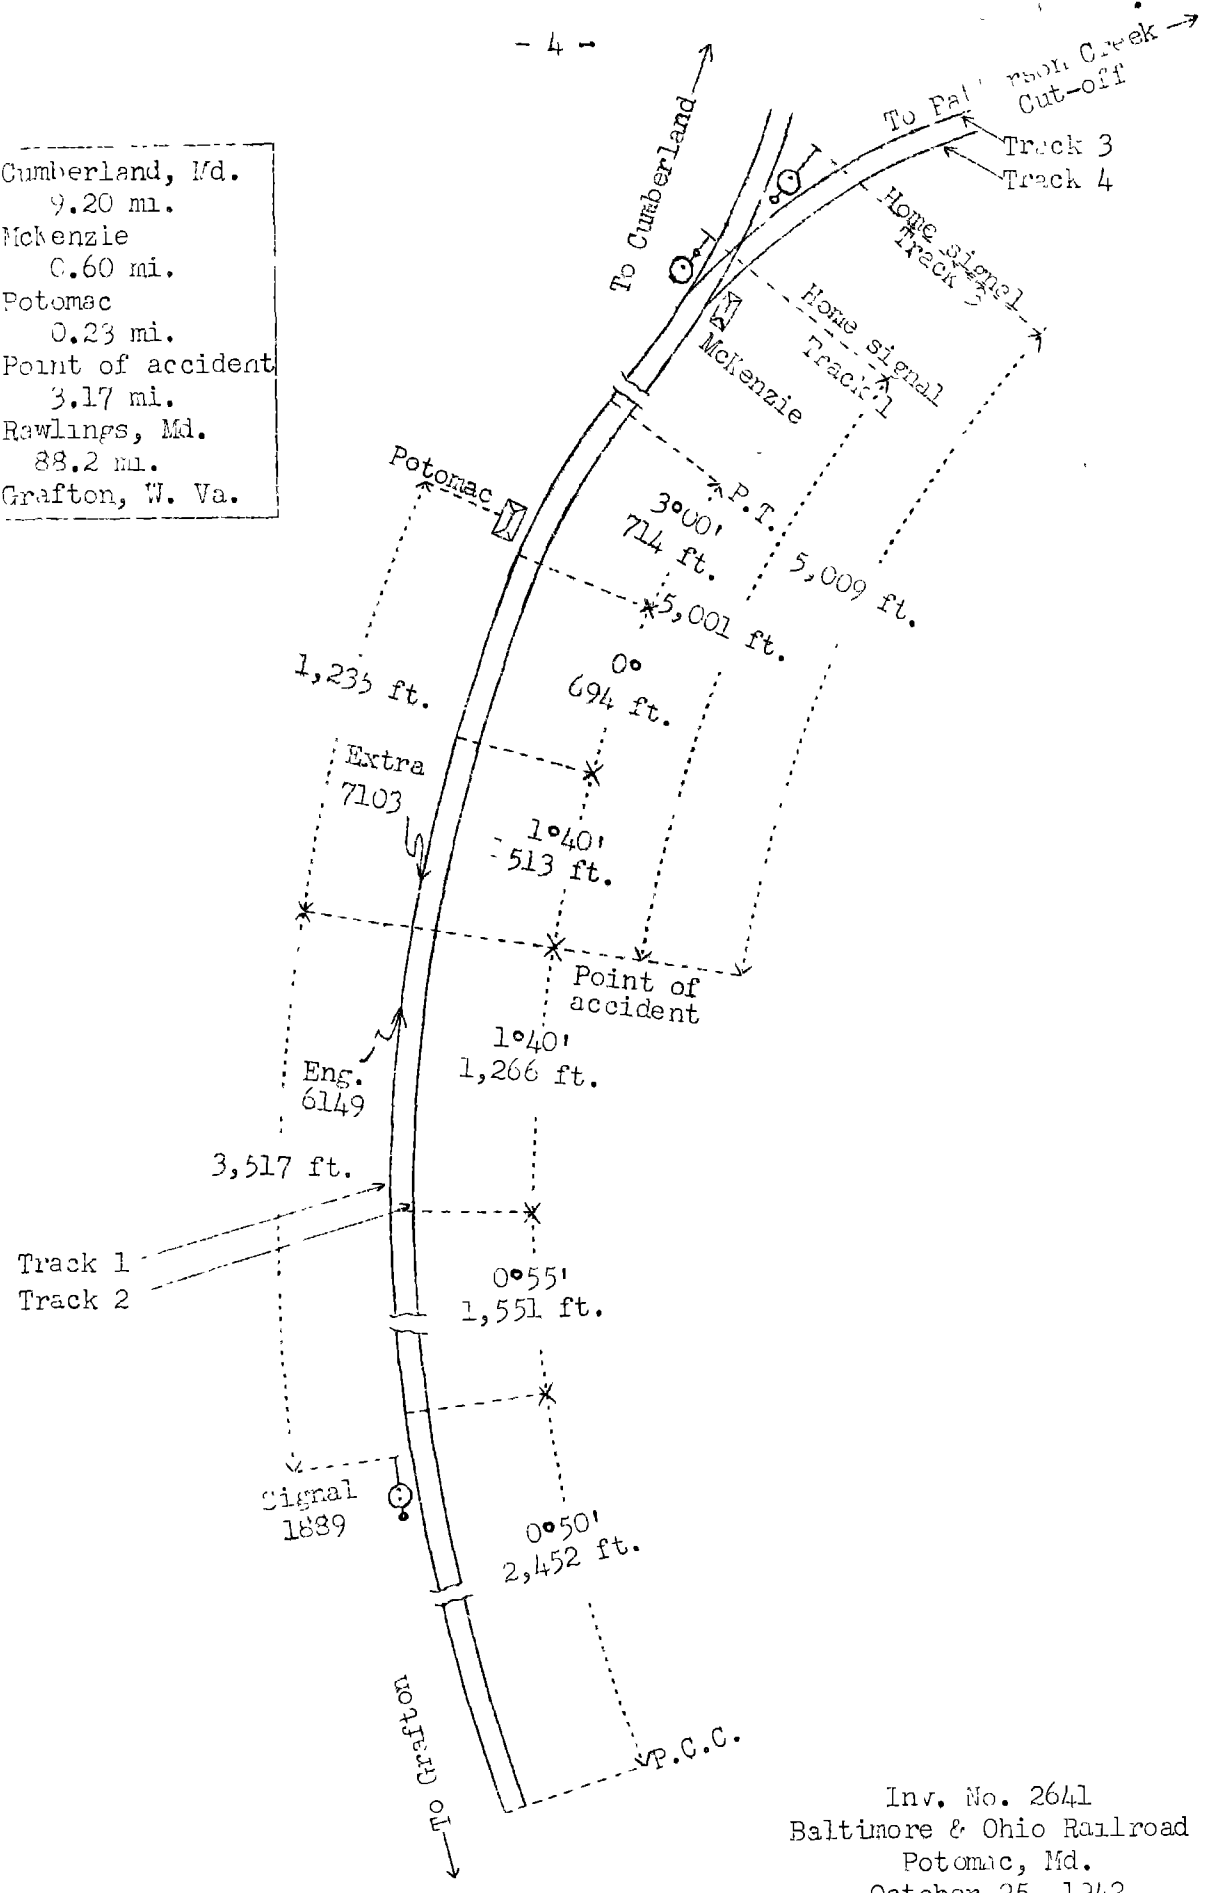 - 4 -
To Cumberland
Creek
To
Cut-off
Track 3
Track 4
Cumberland, Md.
9.20 mi.
McKenzie
0.60 mi.
Potomac
0.23 mi.
Point of accident
3.17 mi.
Rawlings, Md.
88.2 mi.
Grafton, W. Va.
Home signal
Track 3
Home signal
Track 1
McKenzie
Potomac
P.T.
3°00'
714 ft.
5,009 ft.
5,001 ft.
0°
694 ft.
1,235 ft.
Extra
7103
1°40'
513 ft.
Point of
accident
1°40'
1,266 ft.
Eng.
6149
3,517 ft.
Track 1
Track 2
0°55'
1,551 ft.
Signal
1889
0°50'
2,452 ft.
To Grafton
P.C.C.
Inv. No. 2641
Baltimore & Ohio Railroad
Potomac, Md.
October 25, 1942